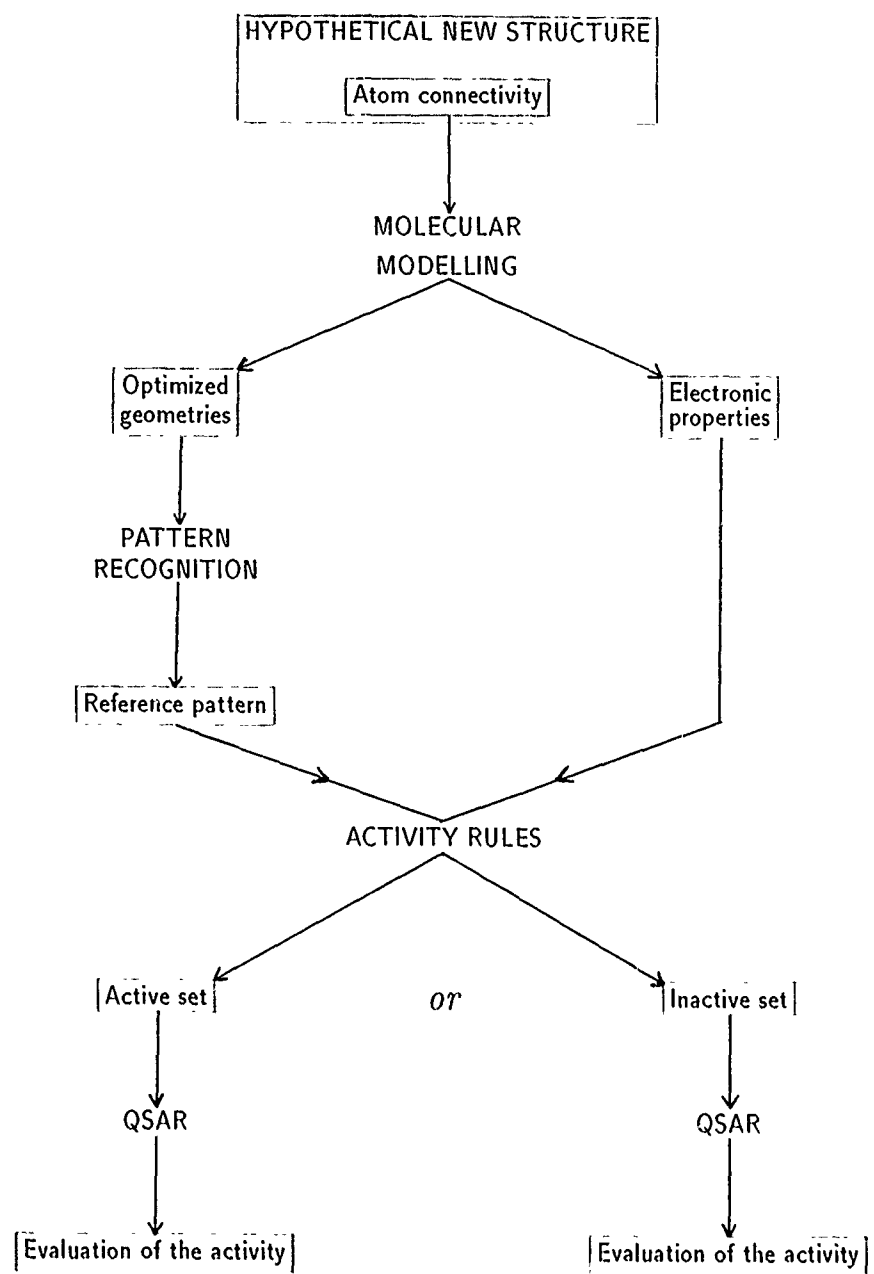 HYPOTHETICAL NEW STRUCTURE
Atom connectivity
MOLECULAR
MODELLING
Optimized
geometries
Electronic
properties
PATTERN
RECOGNITION
Reference pattern
ACTIVITY RULES
Active set
or
Inactive set
QSAR
QSAR
Evaluation of the activity
Evaluation of the activity